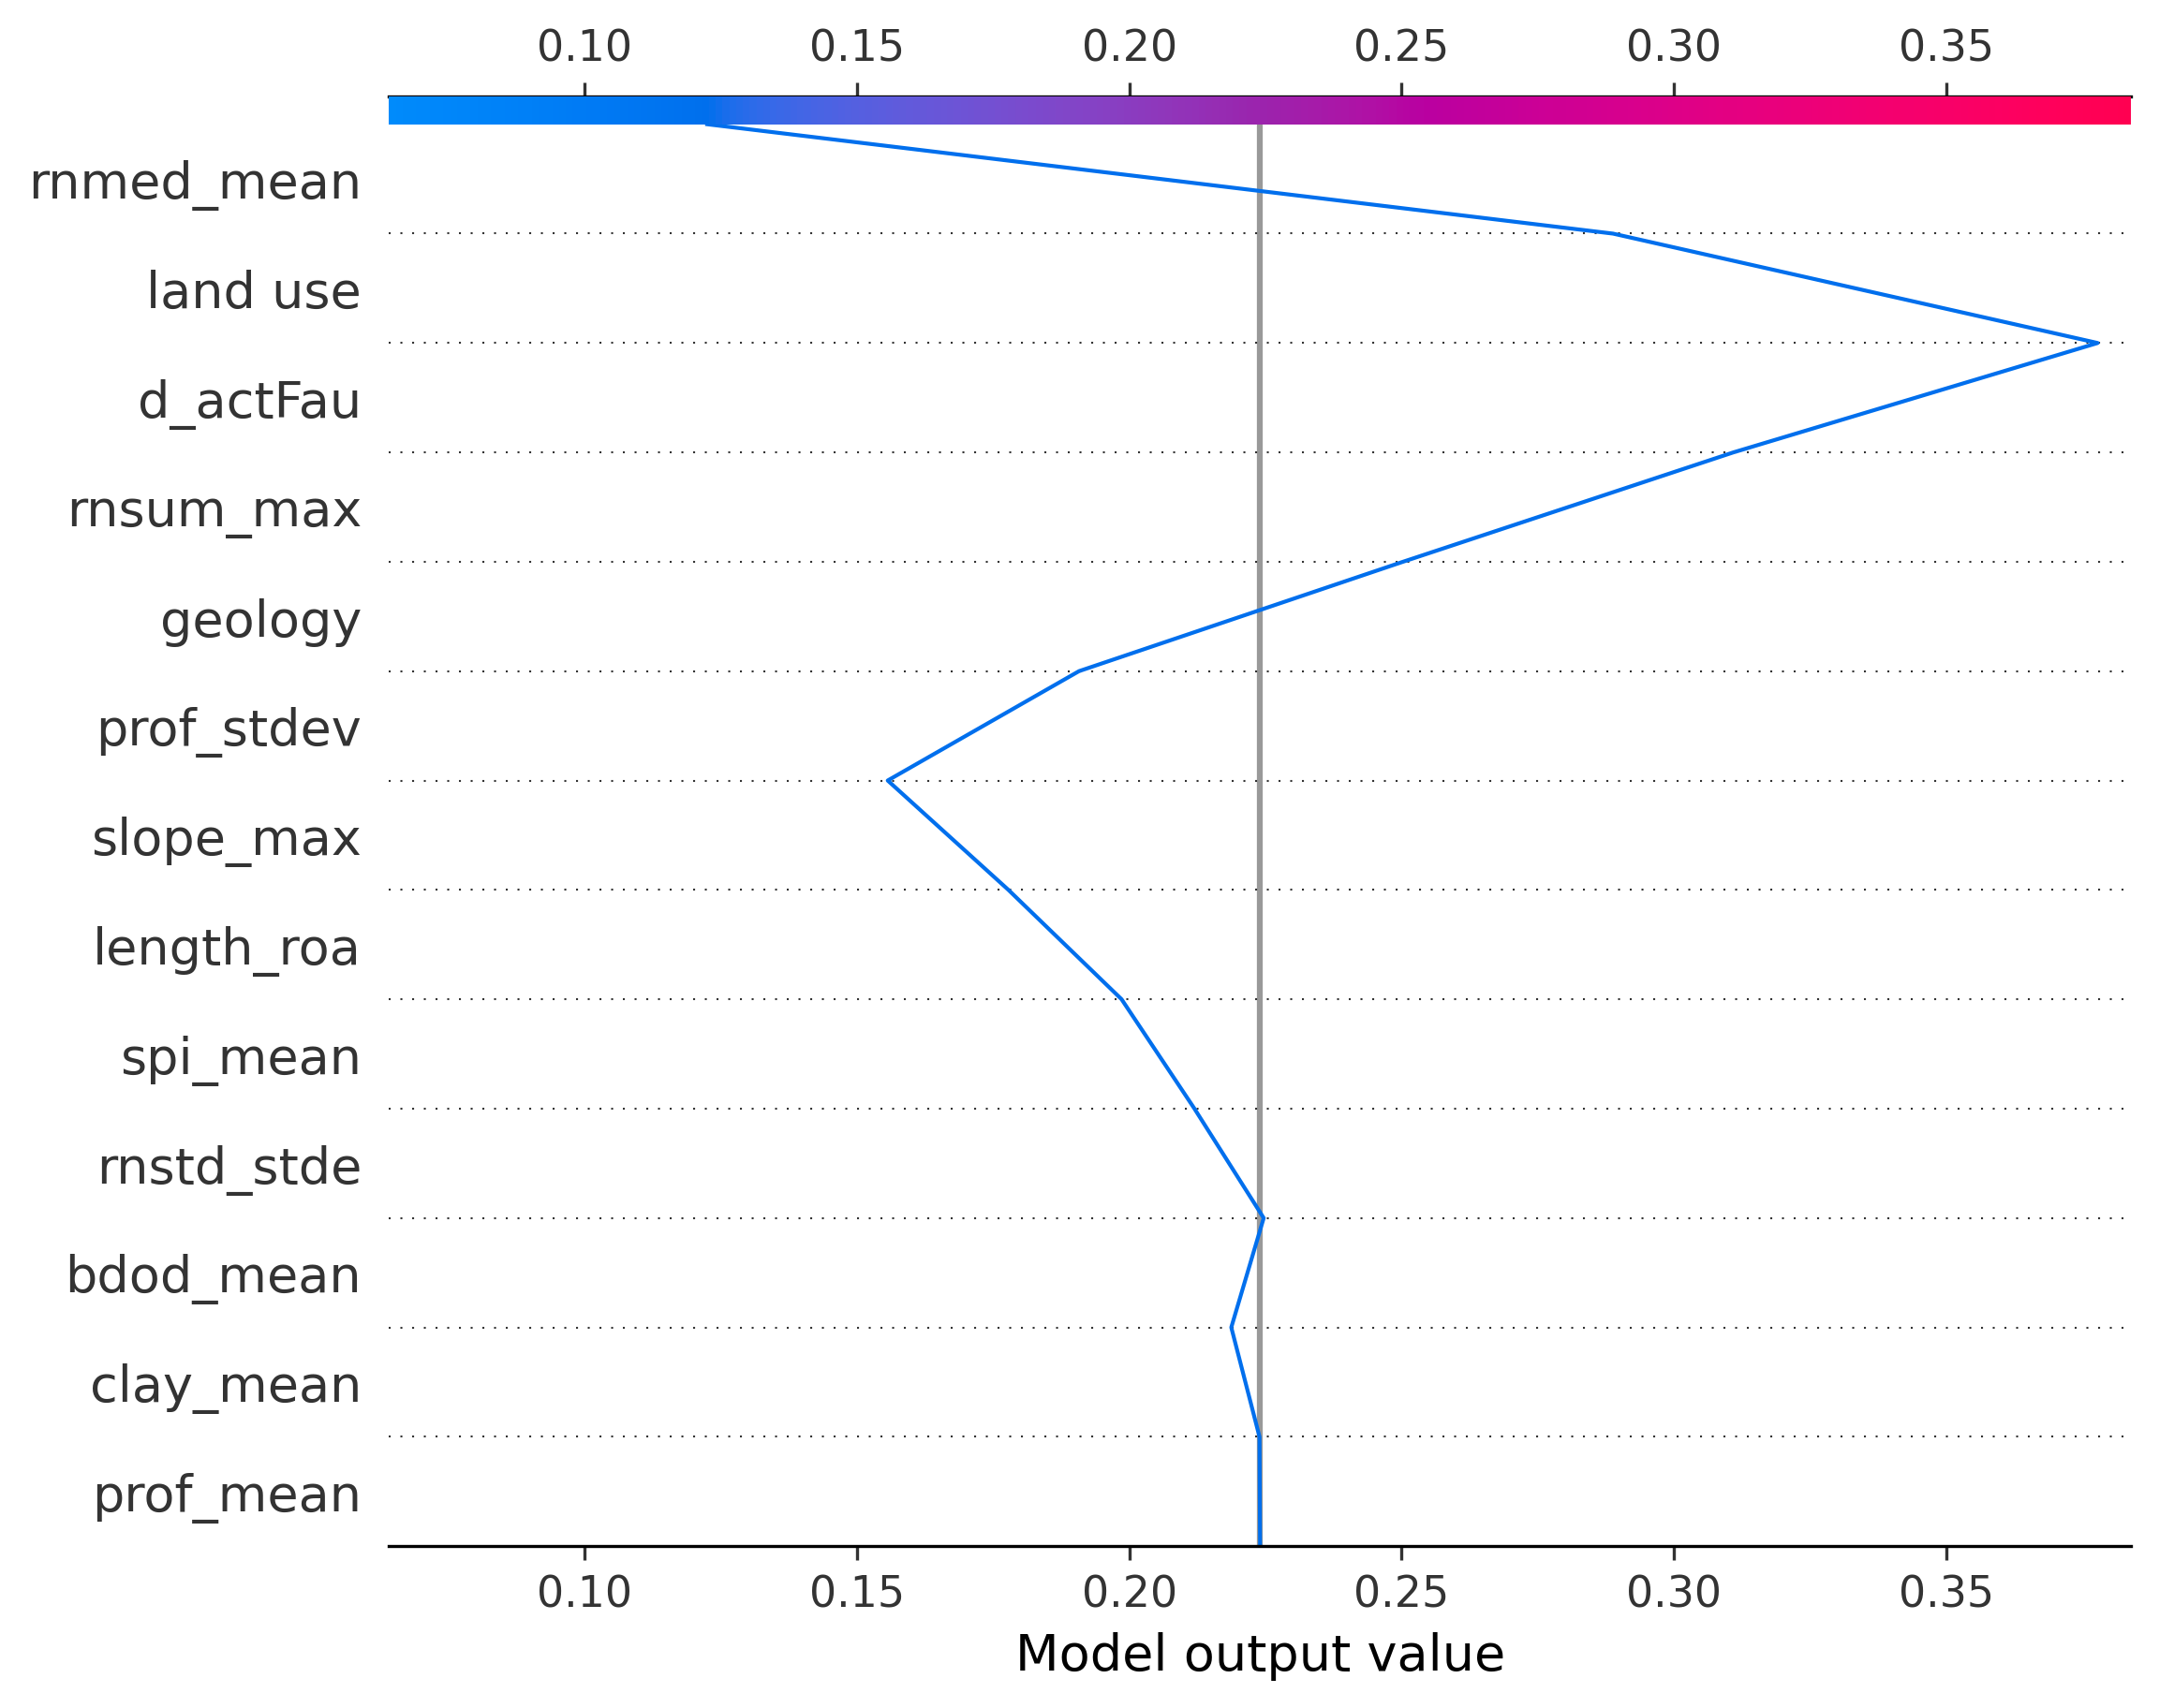 0.10 0.15 0.20 0.25 0.30 0.35
rnmed_mean
land use
d_actFau
rnsum_max
geology
prof_stdev
slope_max
length_roa
spi_mean
rnstd_stde
bdod_mean
clay_mean
prof_mean
0.10 0.15 0.20 0.25 0.30 0.35
Model output value